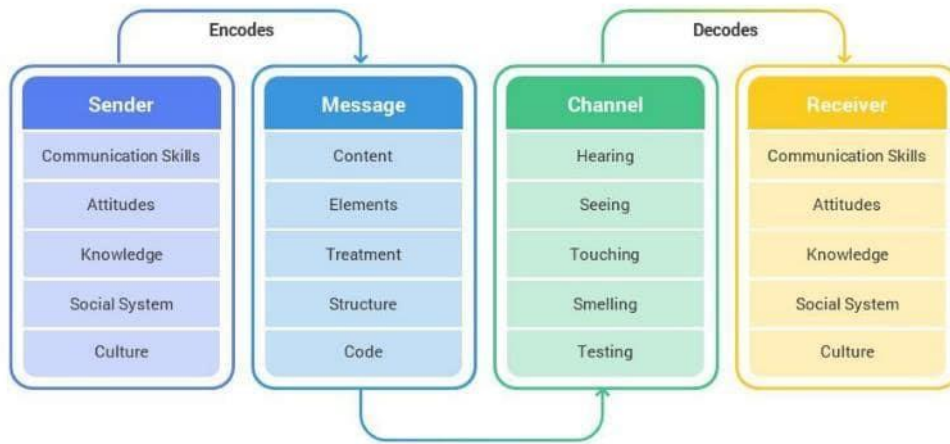 Encodes
Decodes
Sender
Communication Skills
Attitudes
Knowledge
Social System
Culture
Message
Content
Elements
Treatment
Structure
Code
Channel
Hearing
Seeing
Touching
Smelling
Testing
Receiver
Communication Skills
Attitudes
Knowledge
Social System
Culture